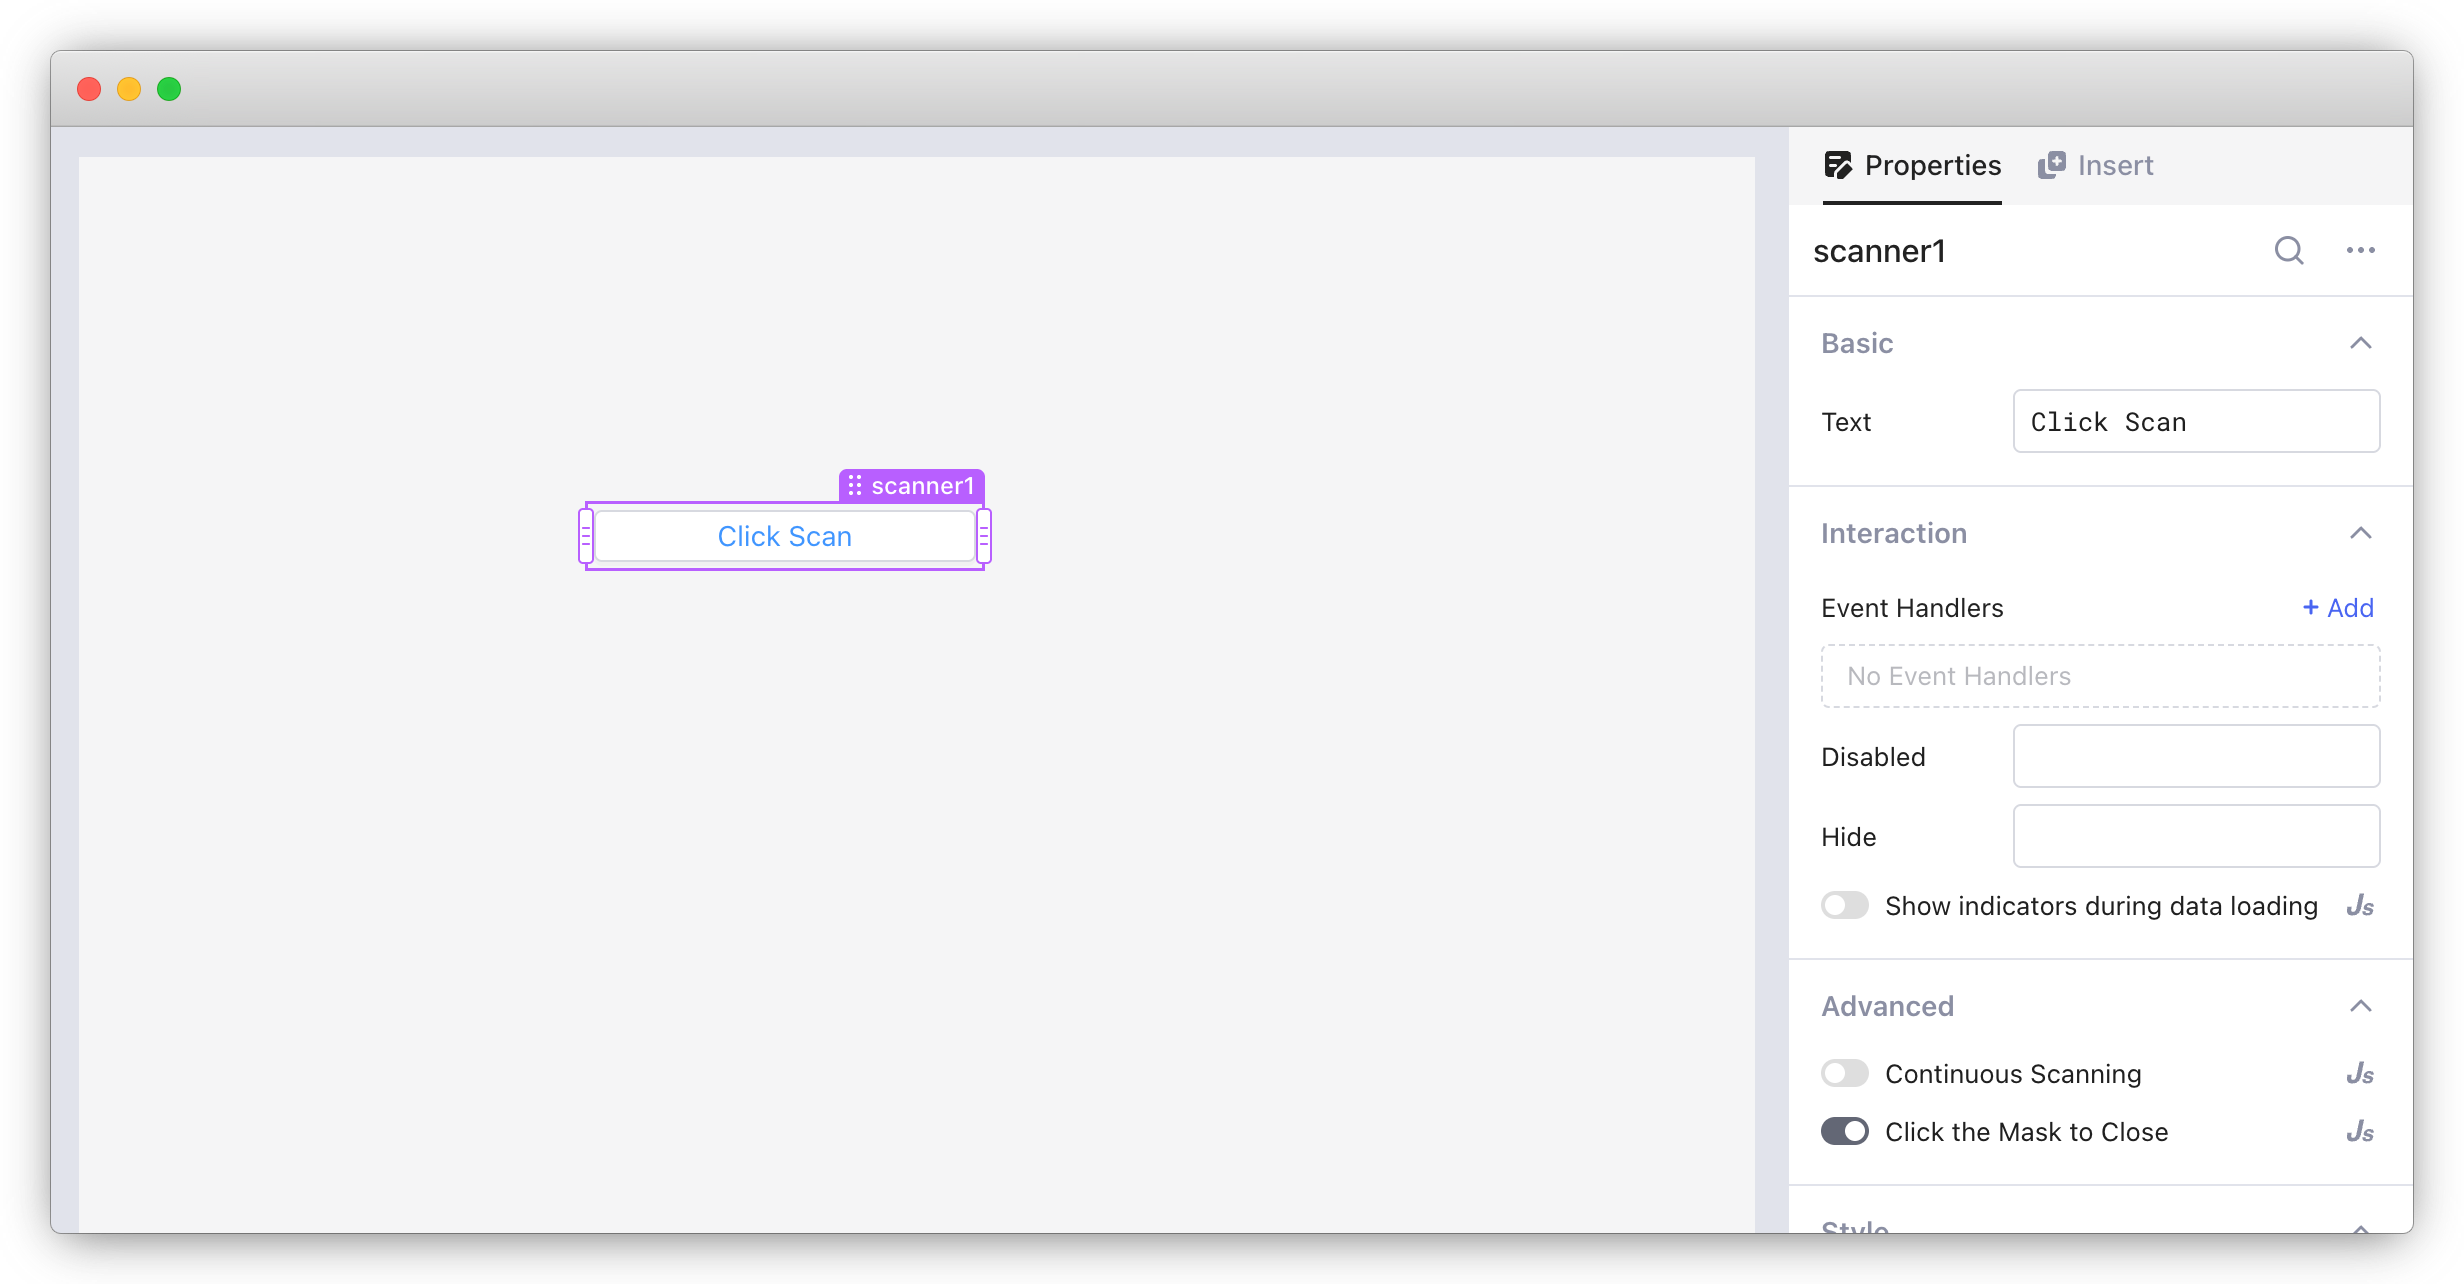 Properties
Insert
scanner1
Basic
Text
Click Scan
scanner1
Click Scan
Interaction
Event Handlers
+ Add
No Event Handlers
Disabled
Hide
Show indicators during data loading
Js
Advanced
Continuous Scanning
Js
Click the Mask to Close
Js
Style